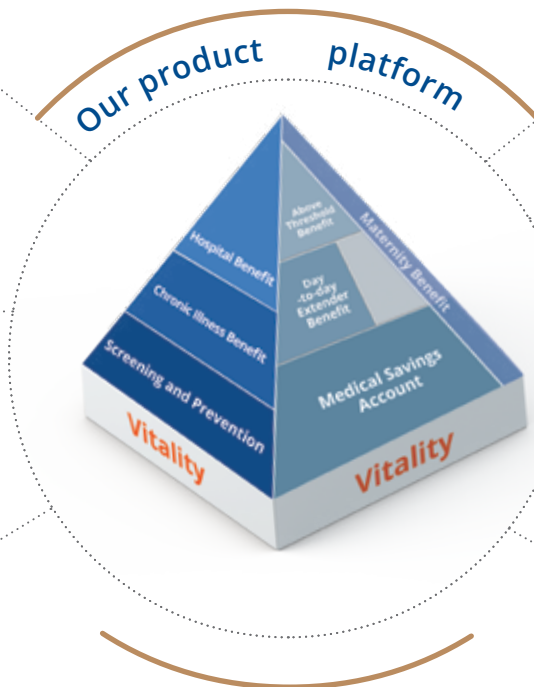 Our product platform
Hospital Benefit
Chronic Illness Benefit
Screening and Prevention
Vitality
Above
Threshold
Benefit
Maternity Benefit
Day
-to-day
Extender
Benefit
Medical Savings
Account
Vitality